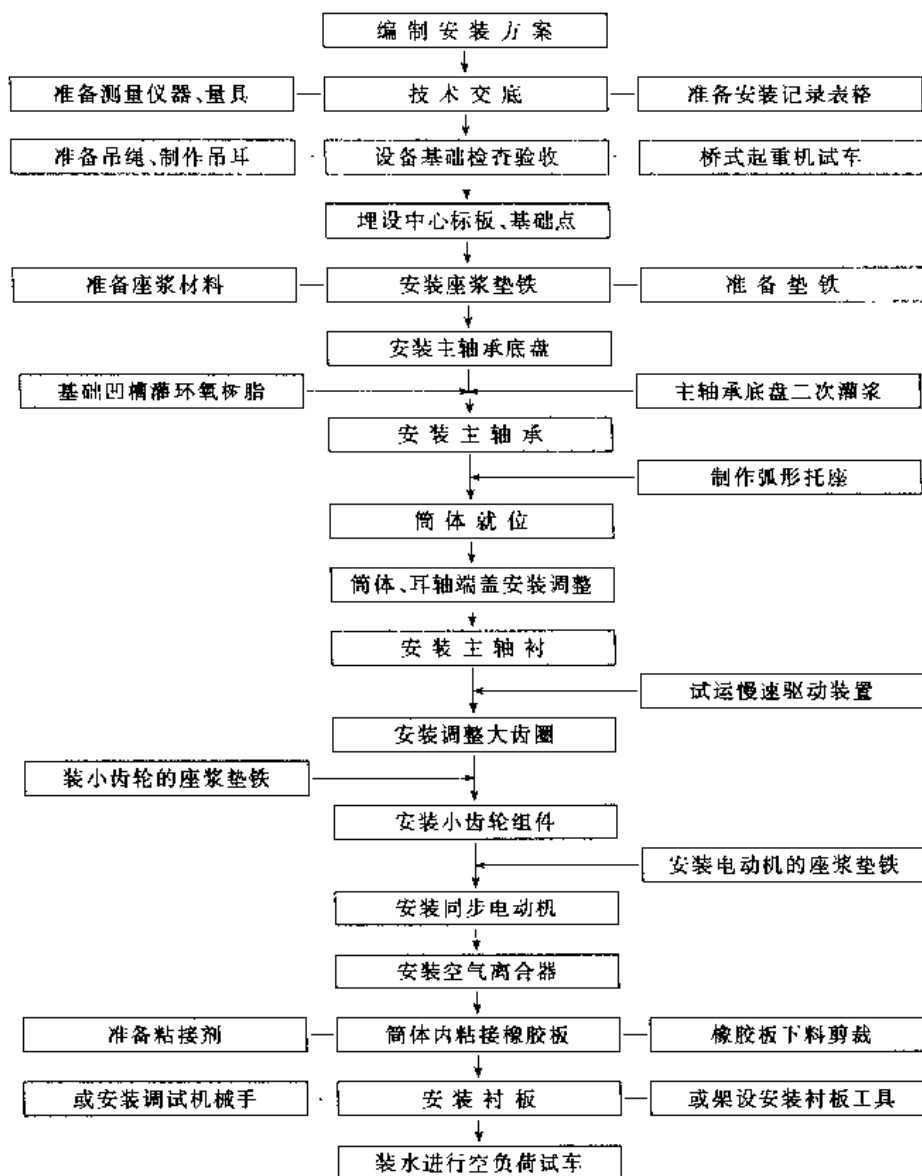 编制安装方案
准备测量仪器、量具
技术交底
准备安装记录表格
准备吊绳、制作吊耳
设备基础检查验收
桥式起重机试车
埋设中心标板、基础点
准备座浆材料
安装座浆垫铁
准备垫铁
安装主轴承底盘
基础凹槽灌环氧树脂
主轴承底盘二次灌浆
安装主轴承
制作弧形托座
筒体就位
筒体、耳轴端盖安装调整
安装主轴衬
试运慢速驱动装置
安装调整大齿圈
装小齿轮的座浆垫铁
安装小齿轮组件
安装电动机的座浆垫铁
安装同步电动机
安装空气离合器
准备粘接剂
筒体内粘接橡胶板
橡胶板下料剪裁
或安装调试机械手
安装衬板
或架设安装衬板工具
装水进行空负荷试车